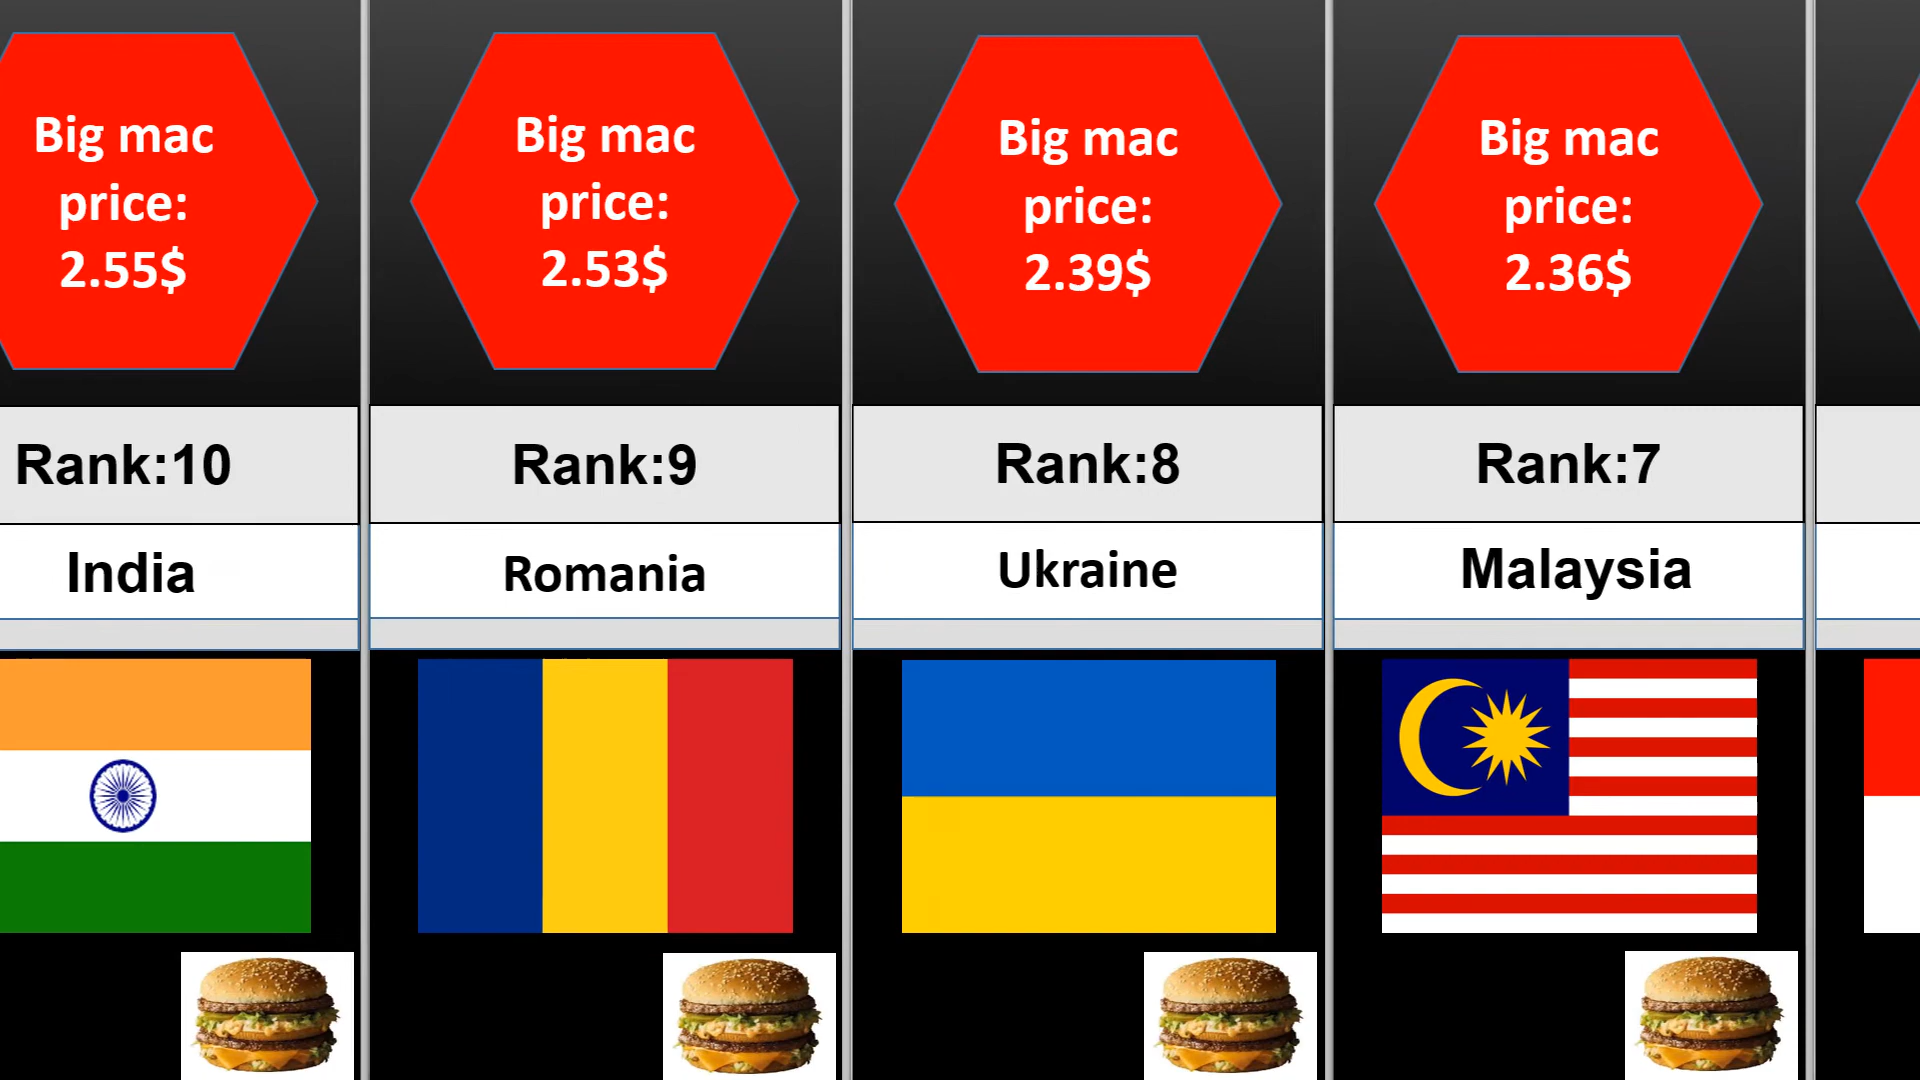 Big mac
price:
2.55$
Rank:10
India
Big mac
price:
2.53$
Rank:9
Romania
Big mac
price:
2.39$
Rank:8
Ukraine
Big mac
price:
2.36$
Rank:7
Malaysia